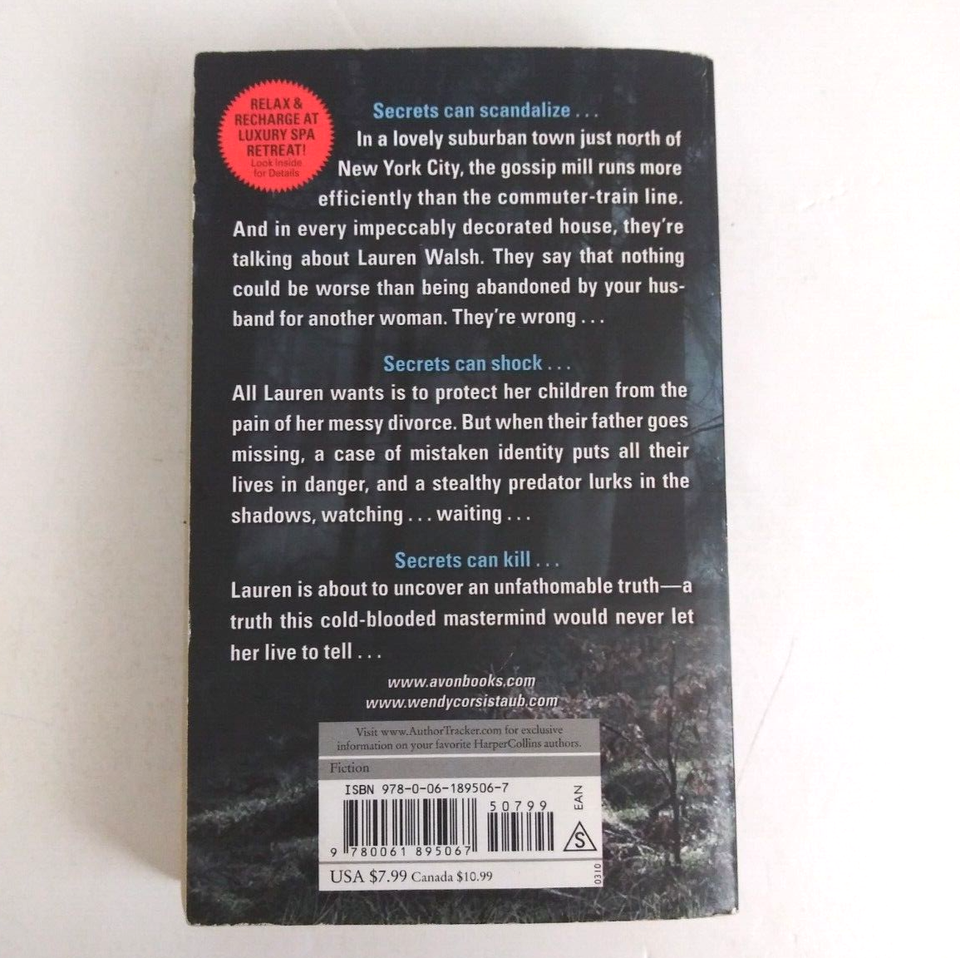 RELAX &
RECHARGE AT
LUXURY SPA
RETREAT!
Look Inside
for Details
Secrets can scandalize . . .
In a lovely suburban town just north of
New York City, the gossip mill runs more
efficiently than the commuter-train line.
And in every impeccably decorated house, they're
talking about Lauren Walsh. They say that nothing
could be worse than being abandoned by your hus-
band for another woman. They're wrong . . .
Secrets can shock . . .
All Lauren wants is to protect her children from the
pain of her messy divorce. But when their father goes
missing, a case of mistaken identity puts all their
lives in danger, and a stealthy predator lurks in the
shadows, watching . . . waiting . . .
Secrets can kill . . .
Lauren is about to uncover an unfathomable truth—a
truth this cold-blooded mastermind would never let
her live to tell . . .
www.avonbooks.com
www.wendycorsistaub.com
Visit www.AuthorTracker.com for exclusive
information on your favorite HarperCollins authors.
Fiction
ISBN 978-0-06-189506-7
50799
EAN
S
9 780061 895067
USA $7.99 Canada $10.99
0310